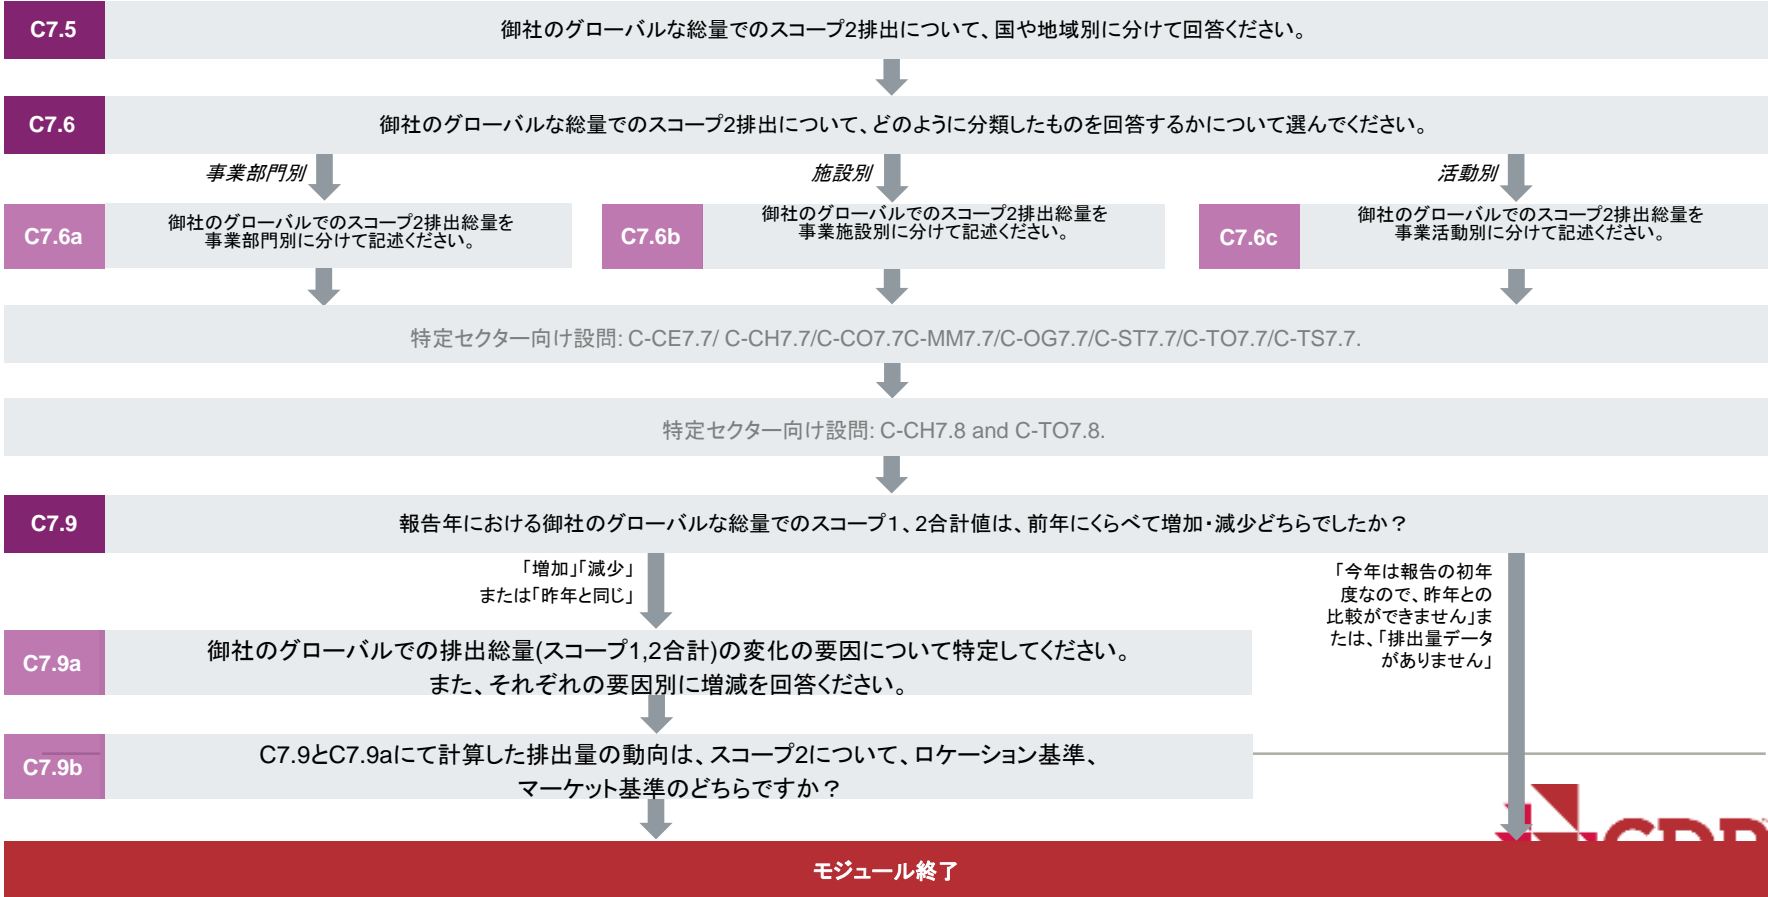 C7.5
御社のグローバルな総量でのスコープ2排出について、国や地域別に分けて回答ください。
C7.6
御社のグローバルな総量でのスコープ2排出について、どのように分類したものを回答するかについて選んでください。
事業部門別
施設別
活動別
C7.6a
御社のグローバルでのスコープ2排出総量を
事業部門別に分けて記述ください。
C7.6b
御社のグローバルでのスコープ2排出総量を
事業施設別に分けて記述ください。
C7.6c
御社のグローバルでのスコープ2排出総量を
事業活動別に分けて記述ください。
特定セクター向け設問: C-CE7.7/ C-CH7.7/C-CO7.7C-MM7.7/C-OG7.7/C-ST7.7/C-TO7.7/C-TS7.7.
特定セクター向け設問: C-CH7.8 and C-TO7.8.
C7.9
報告年における御社のグローバルな総量でのスコープ１、２合計値は、前年にくらべて増加・減少どちらでしたか？
「増加」「減少」
または「昨年と同じ」
「今年は報告の初年
度なので、昨年との
比較ができません」ま
たは、「排出量データ
がありません」
C7.9a
御社のグローバルでの排出総量(スコープ1,2合計)の変化の要因について特定してください。
また、それぞれの要因別に増減を回答ください。
C7.9b
C7.9とC7.9aにて計算した排出量の動向は、スコープ2について、ロケーション基準、
マーケット基準のどちらですか？
CDP
モジュール終了